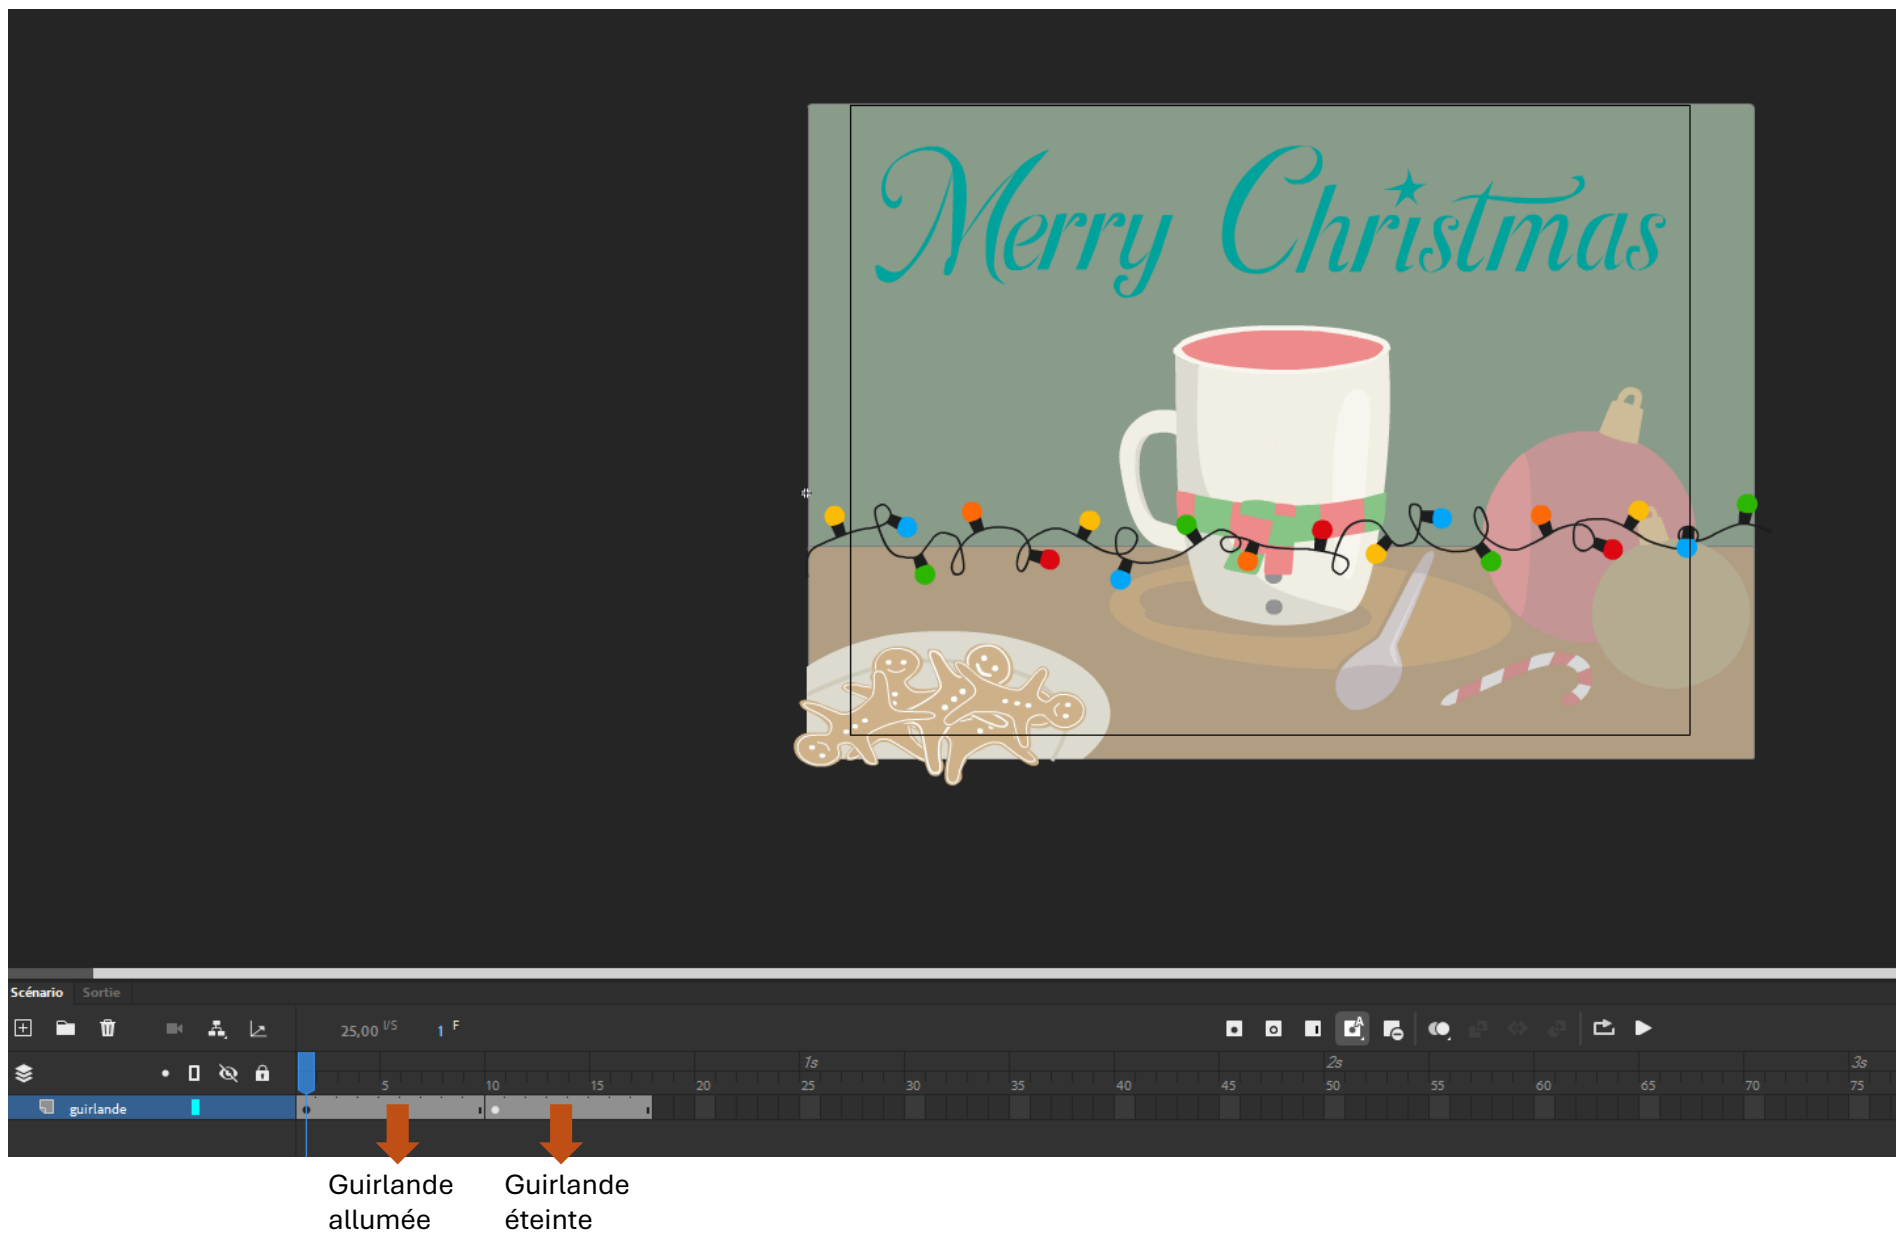 Merry Christmas
Scénario Sortie
25,00 I/S 1 F
1s 2s 3s
5 10 15 20 25 30 35 40 45 50 55 60 65 70 75
guirlande
Guirlande
allumée
Guirlande
éteinte